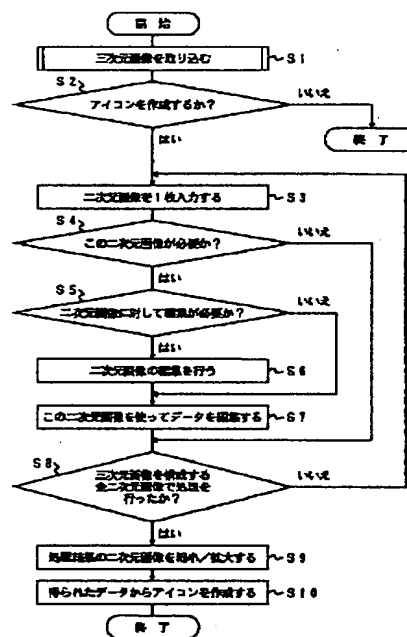 開始
三次元画像を取り込む
S1
S2
アイコンを作成するか?
いいえ
終了
はい
二次元画像を1枚入力する
S3
S4
この二次元画像が必要か?
いいえ
はい
S5
二次元画像に対して編集が必要か?
いいえ
はい
二次元画像の編集を行う
S6
この二次元画像を使ってデータを編集する
S7
S8
三次元画像を構成する
全二次元画像で処理を
行ったか?
いいえ
はい
処理結果の二次元画像を縮小/拡大する
S9
得られたデータからアイコンを作成する
S10
終了